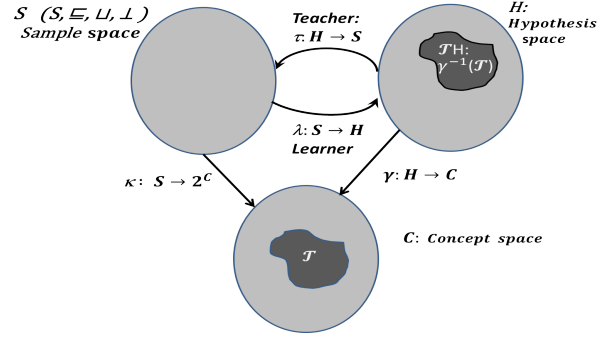 S (S, ⊑, ⊔, ⊥)
Sample space
Teacher:
τ: H → S
H:
Hypothesis
space
𝒯H:
γ⁻¹(𝒯)
λ: S → H
Learner
κ: S → 2^C
γ: H → C
C: Concept space
𝒯